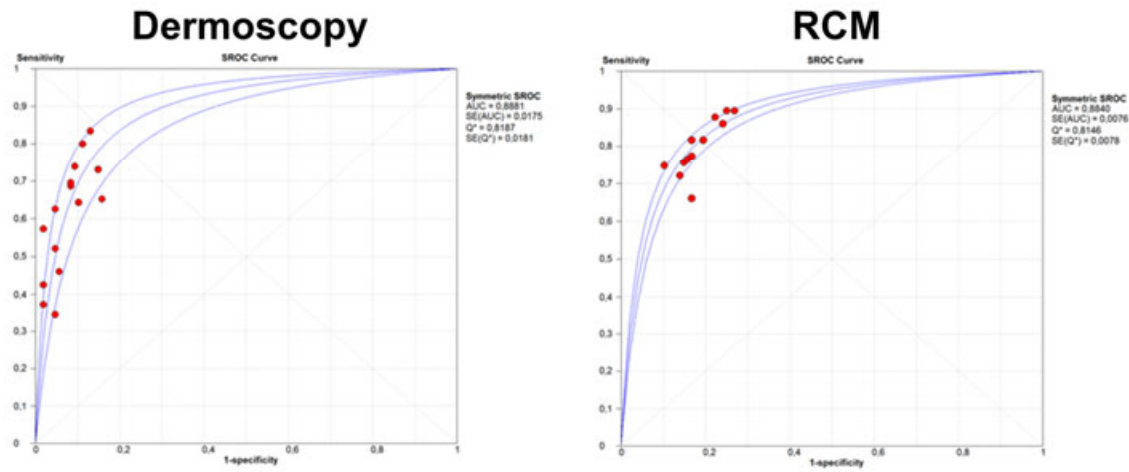 Dermoscopy
Sensitivity
SROC Curve
1
0,9
0,8
0,7
0,6
0,5
0,4
0,3
0,2
0,1
0
0
0,2
0,4
0,6
0,8
1
1-specificity
Symmetric SROC
AUC = 0,8881
SE(AUC) = 0,0175
Q* = 0,8187
SE(Q*) = 0,0181
RCM
Sensitivity
SROC Curve
1
0,9
0,8
0,7
0,6
0,5
0,4
0,3
0,2
0,1
0
0
0,2
0,4
0,6
0,8
1
1-specificity
Symmetric SROC
AUC = 0,8840
SE(AUC) = 0,0076
Q* = 0,8146
SE(Q*) = 0,0078